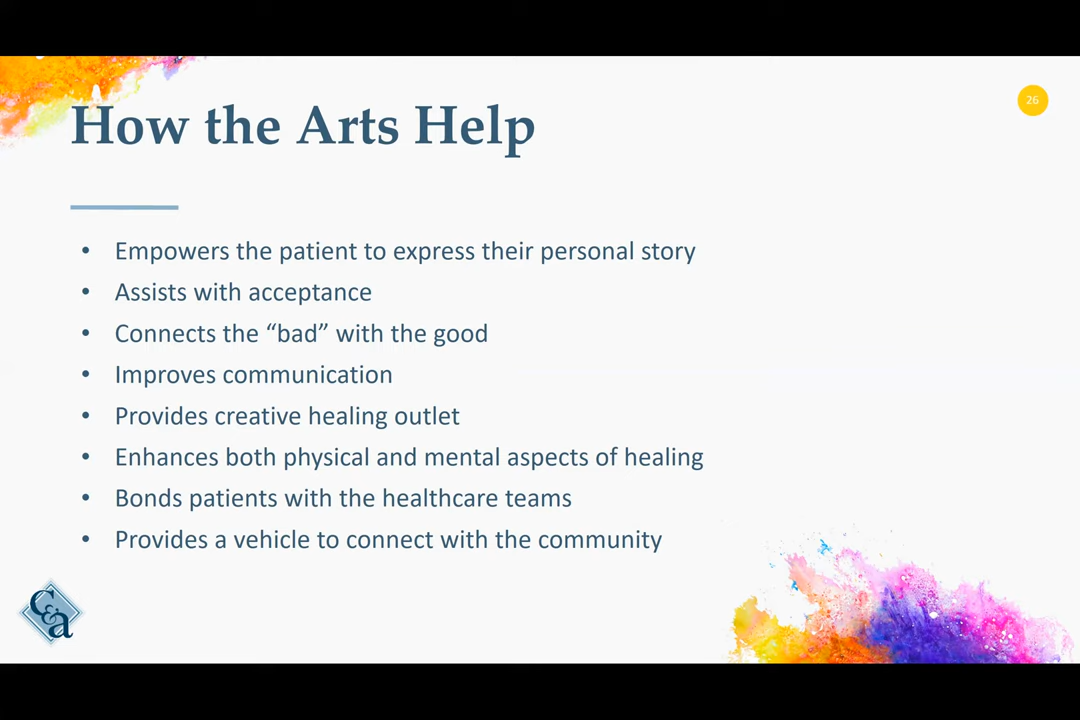 26
How the Arts Help
• Empowers the patient to express their personal story
• Assists with acceptance
• Connects the “bad” with the good
• Improves communication
• Provides creative healing outlet
• Enhances both physical and mental aspects of healing
• Bonds patients with the healthcare teams
• Provides a vehicle to connect with the community
C&a